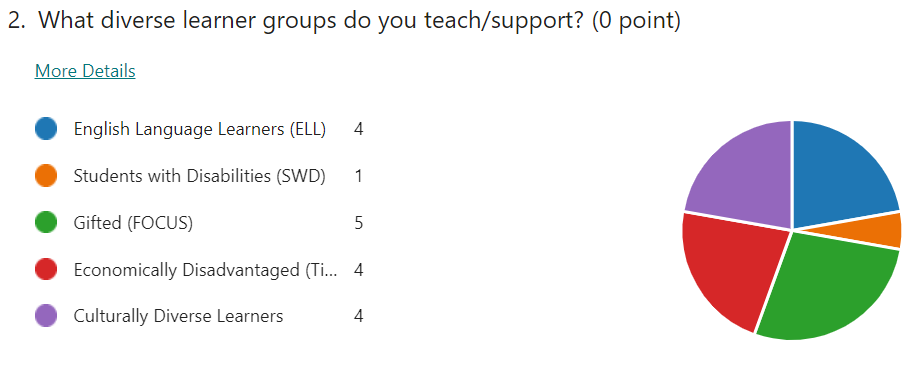 2. What diverse learner groups do you teach/support? (0 point)
More Details
English Language Learners (ELL) 4
Students with Disabilities (SWD) 1
Gifted (FOCUS) 5
Economically Disadvantaged (Ti... 4
Culturally Diverse Learners 4